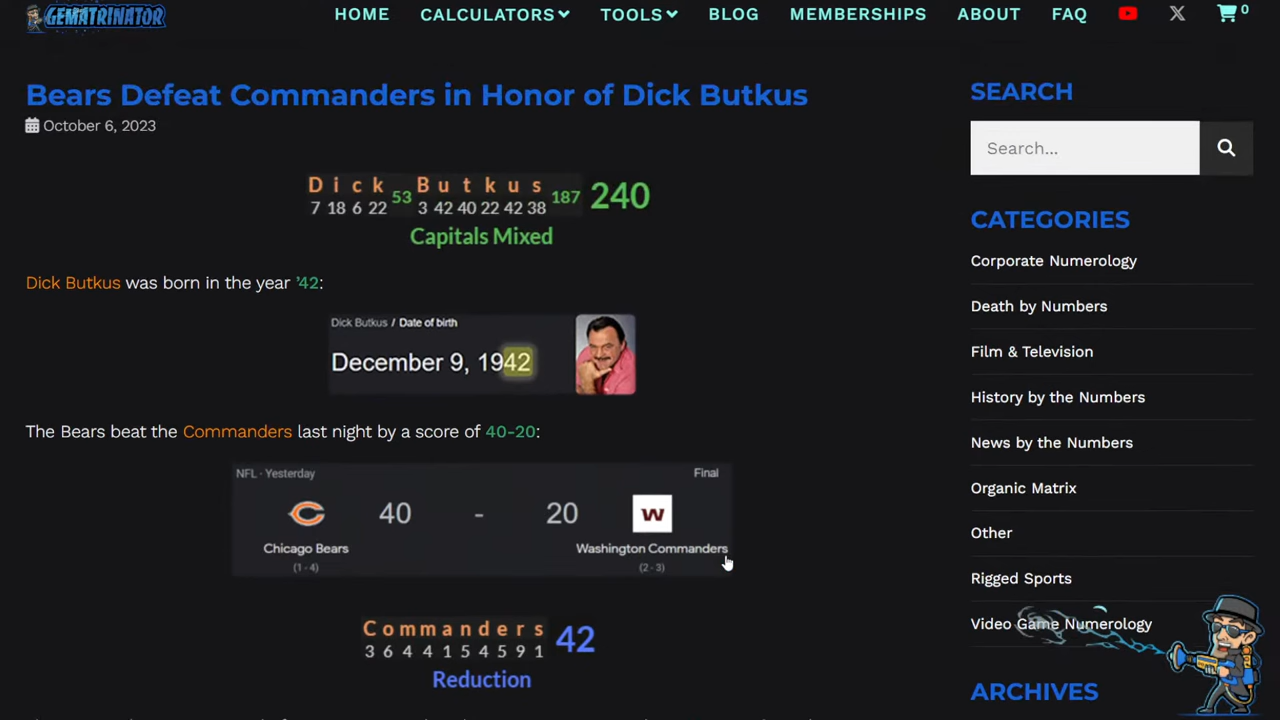 GEMATRINATOR
HOME CALCULATORS TOOLS BLOG MEMBERSHIPS ABOUT FAQ X 0
Bears Defeat Commanders in Honor of Dick Butkus
October 6, 2023
D i c k 53 B u t k u s 187 240
7 18 6 22 3 42 40 22 42 38
Capitals Mixed
Dick Butkus was born in the year '42:
Dick Butkus / Date of birth
December 9, 1942
The Bears beat the Commanders last night by a score of 40-20:
NFL · Yesterday Final
40 - 20 W
Chicago Bears Washington Commanders
(1 - 4) (2 - 3)
C o m m a n d e r s 42
3 6 4 4 1 5 4 5 9 1
Reduction
SEARCH
Search...
CATEGORIES
Corporate Numerology
Death by Numbers
Film & Television
History by the Numbers
News by the Numbers
Organic Matrix
Other
Rigged Sports
Video Game Numerology
ARCHIVES